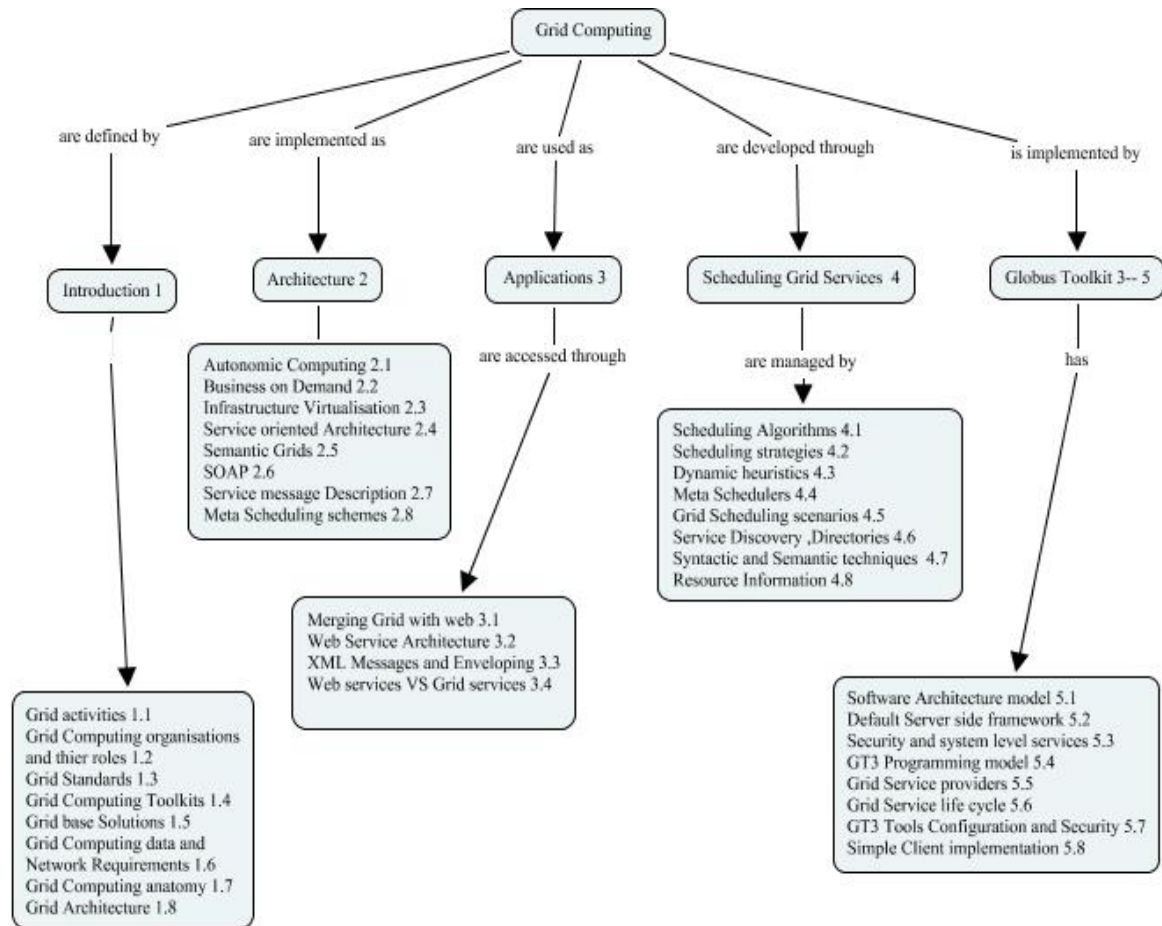 Grid Computing
are defined by
are implemented as
are used as
are developed through
is implemented by
Introduction 1
Architecture 2
Applications 3
Scheduling Grid Services 4
Globus Toolkit 3-- 5
Autonomic Computing 2.1
Business on Demand 2.2
Infrastructure Virtualisation 2.3
Service oriented Architecture 2.4
Semantic Grids 2.5
SOAP 2.6
Service message Description 2.7
Meta Scheduling schemes 2.8
are accessed through
are managed by
has
Scheduling Algorithms 4.1
Scheduling strategies 4.2
Dynamic heuristics 4.3
Meta Schedulers 4.4
Grid Scheduling scenarios 4.5
Service Discovery ,Directories 4.6
Syntactic and Semantic techniques 4.7
Resource Information 4.8
Merging Grid with web 3.1
Web Service Architecture 3.2
XML Messages and Enveloping 3.3
Web services VS Grid services 3.4
Grid activities 1.1
Grid Computing organisations
and thier roles 1.2
Grid Standards 1.3
Grid Computing Toolkits 1.4
Grid base Solutions 1.5
Grid Computing data and
Network Requirements 1.6
Grid Computing anatomy 1.7
Grid Architecture 1.8
Software Architecture model 5.1
Default Server side framework 5.2
Security and system level services 5.3
GT3 Programming model 5.4
Grid Service providers 5.5
Grid Service life cycle 5.6
GT3 Tools Configuration and Security 5.7
Simple Client implementation 5.8